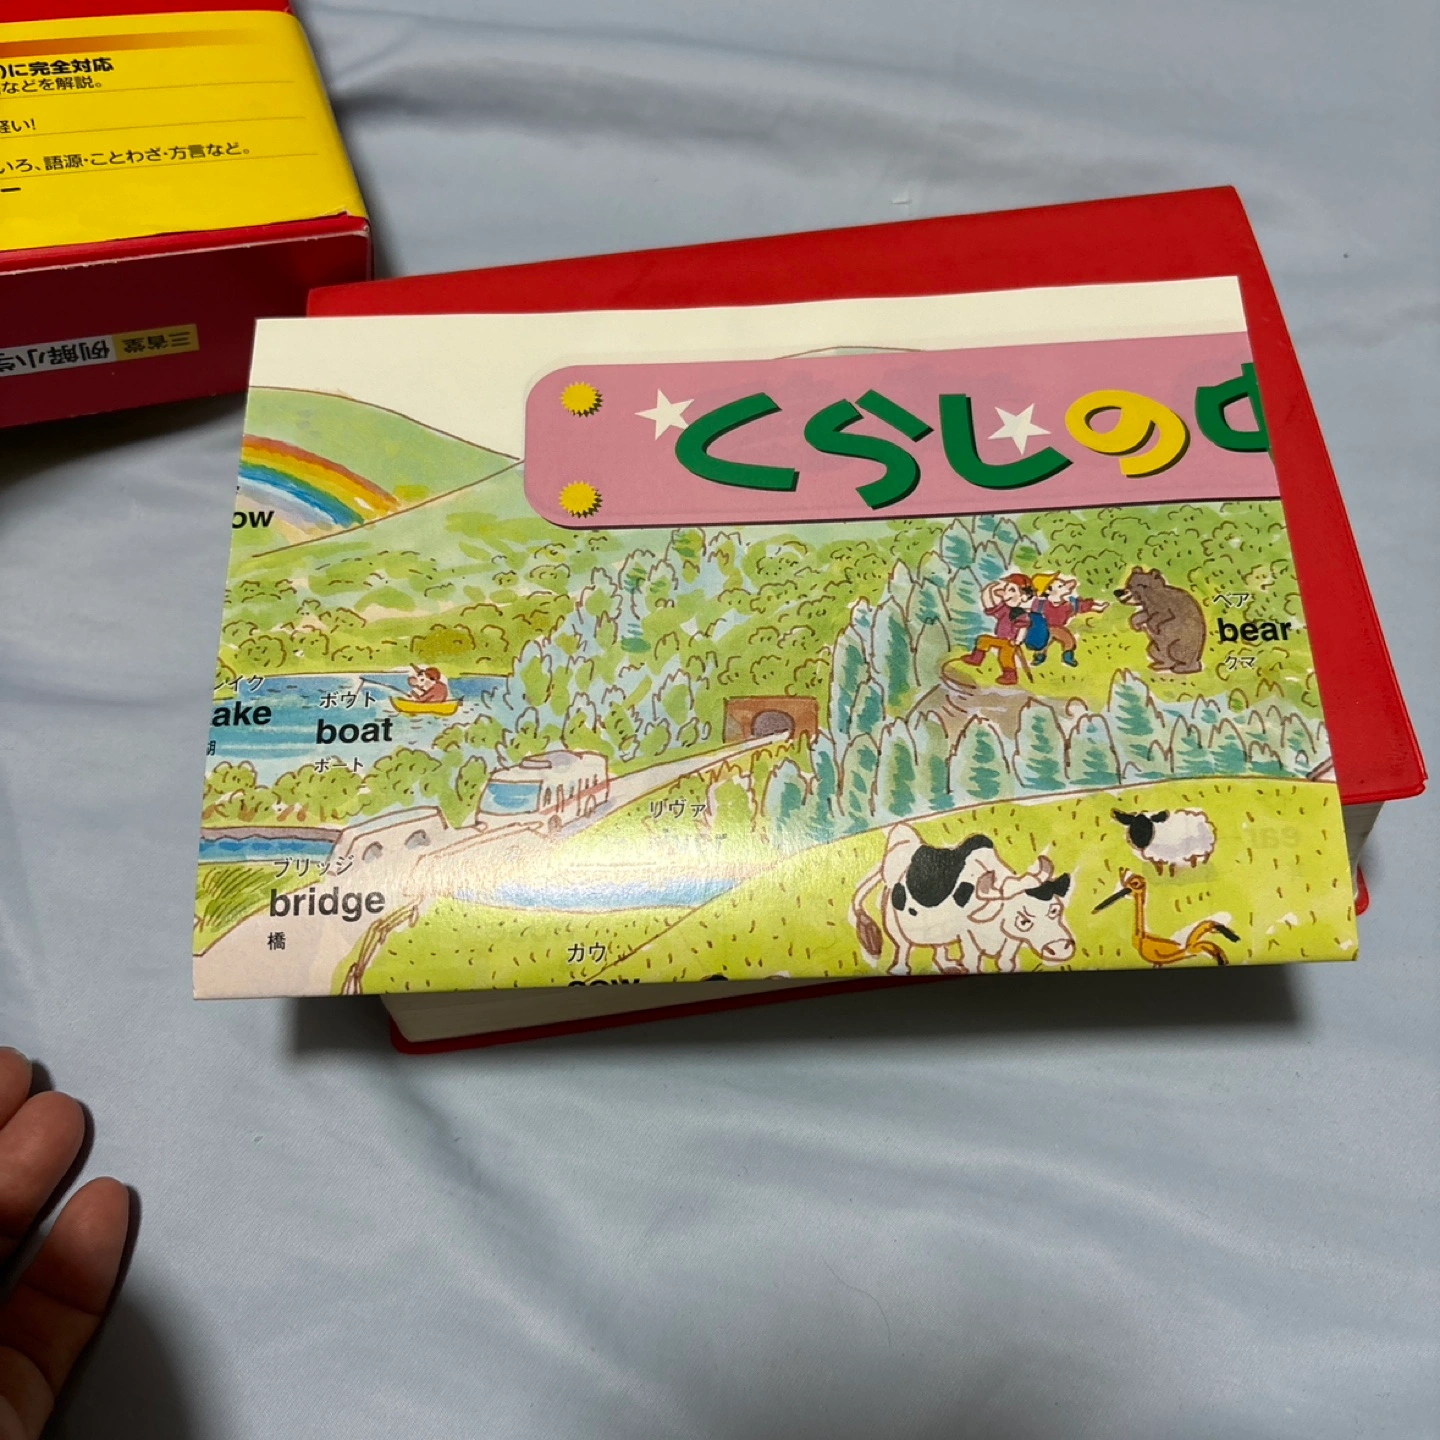 )に完全対応
などを解説。
軽い!
いろ、語源・ことわざ・方言など。
三省堂 例解小学
くらしの中
ow
ベア
bear
クマ
レイク
ake
湖
ボウト
boat
ボート
リヴァ
ブリッジ
bridge
橋
カウ
cow